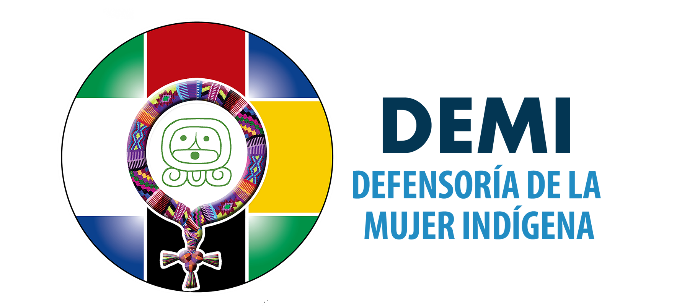 DEMI
DEFENSORÍA DE LA
MUJER INDÍGENA